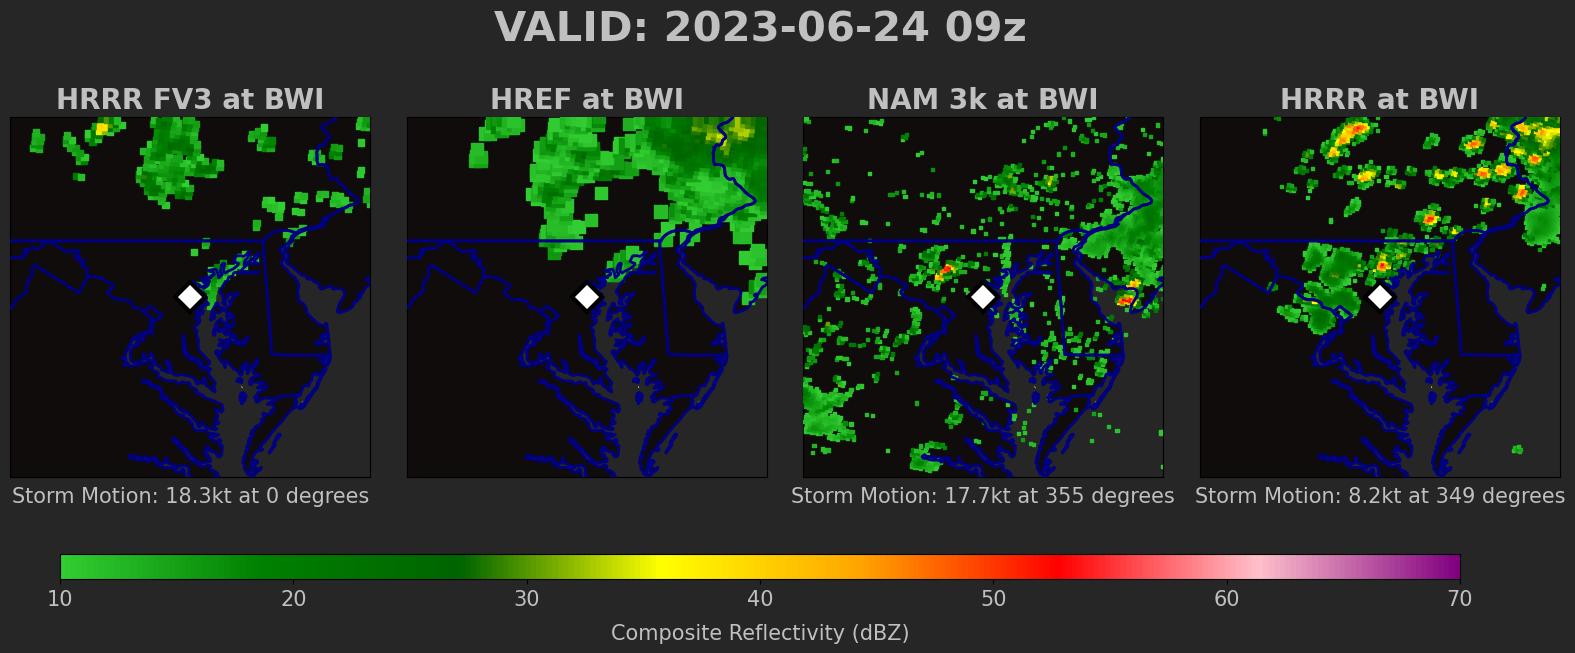 VALID: 2023-06-24 09z
HRRR FV3 at BWI
HREF at BWI
NAM 3k at BWI
HRRR at BWI
Storm Motion: 18.3kt at 0 degrees
Storm Motion: 17.7kt at 355 degrees
Storm Motion: 8.2kt at 349 degrees
10 20 30 40 50 60 70
Composite Reflectivity (dBZ)